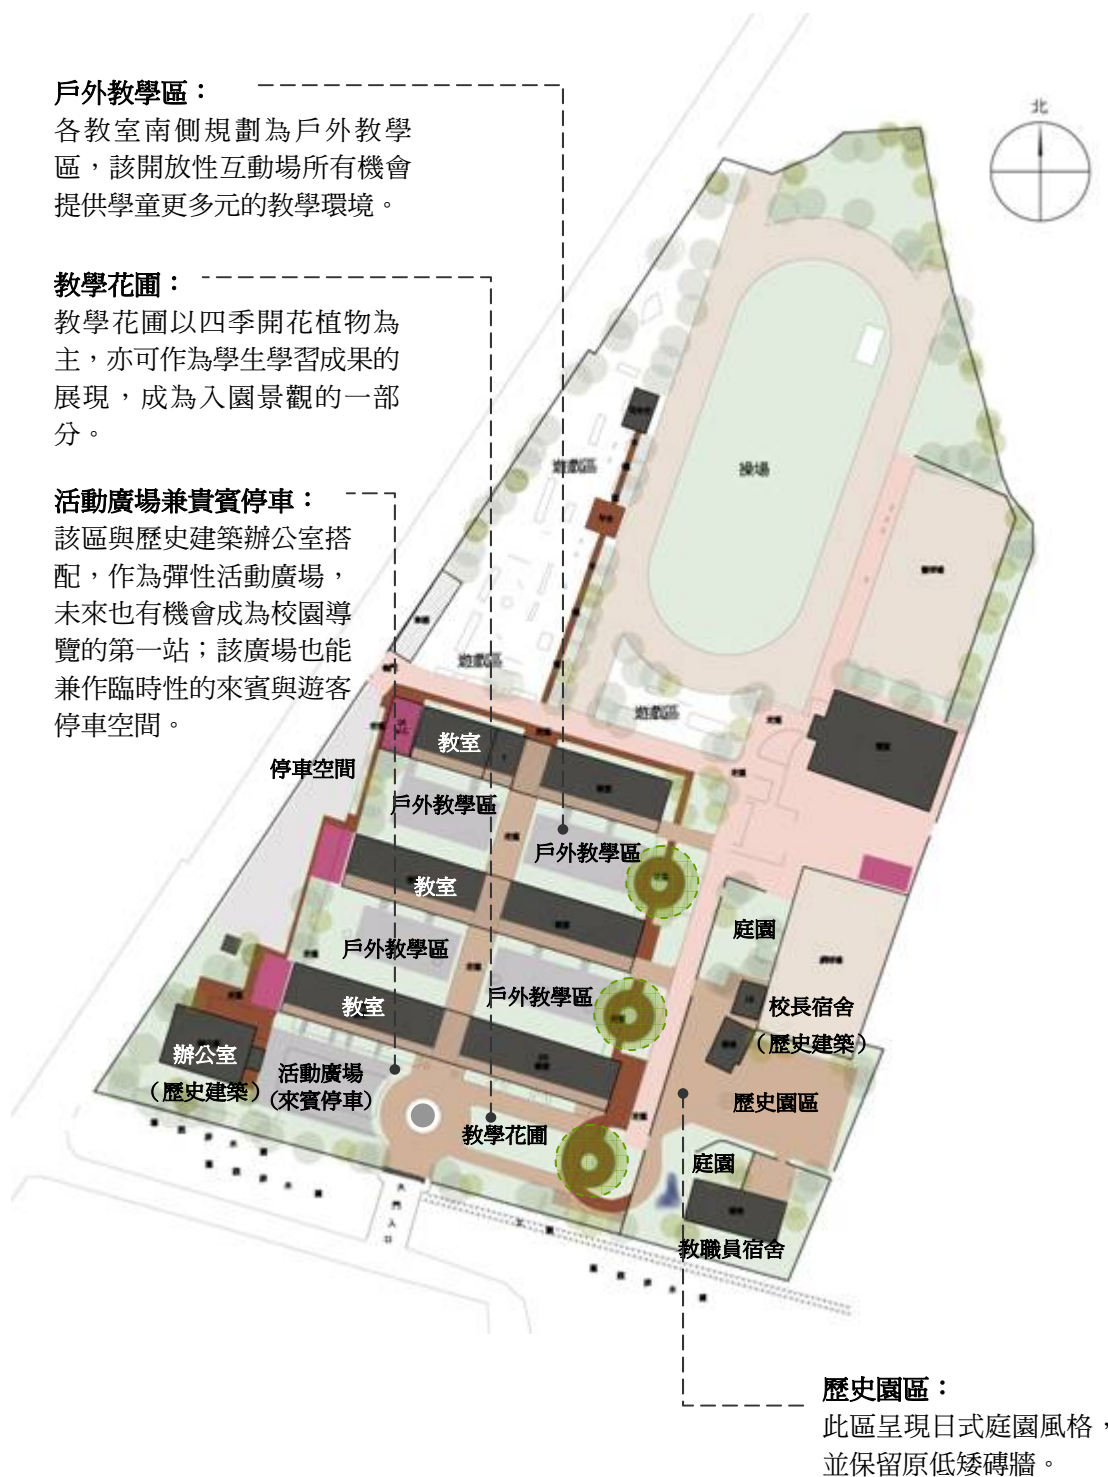 戶外教學區：
各教室南側規劃為戶外教學
區，該開放性互動場所有機會
提供學童更多元的教學環境。
教學花圃：
教學花圃以四季開花植物為
主，亦可作為學生學習成果的
展現，成為入園景觀的一部
分。
活動廣場兼貴賓停車：
該區與歷史建築辦公室搭
配，作為彈性活動廣場，
未來也有機會成為校園導
覽的第一站；該廣場也能
兼作臨時性的來賓與遊客
停車空間。
北
遊戲區
操場
遊戲區
遊戲區
教室
停車空間
戶外教學區
戶外教學區
教室
庭園
戶外教學區
戶外教學區
教室
校長宿舍
（歷史建築）
辦公室
（歷史建築）
活動廣場
(來賓停車)
歷史園區
教學花圃
庭園
大門入口
教職員宿舍
歷史園區：
此區呈現日式庭園風格，
並保留原低矮磚牆。